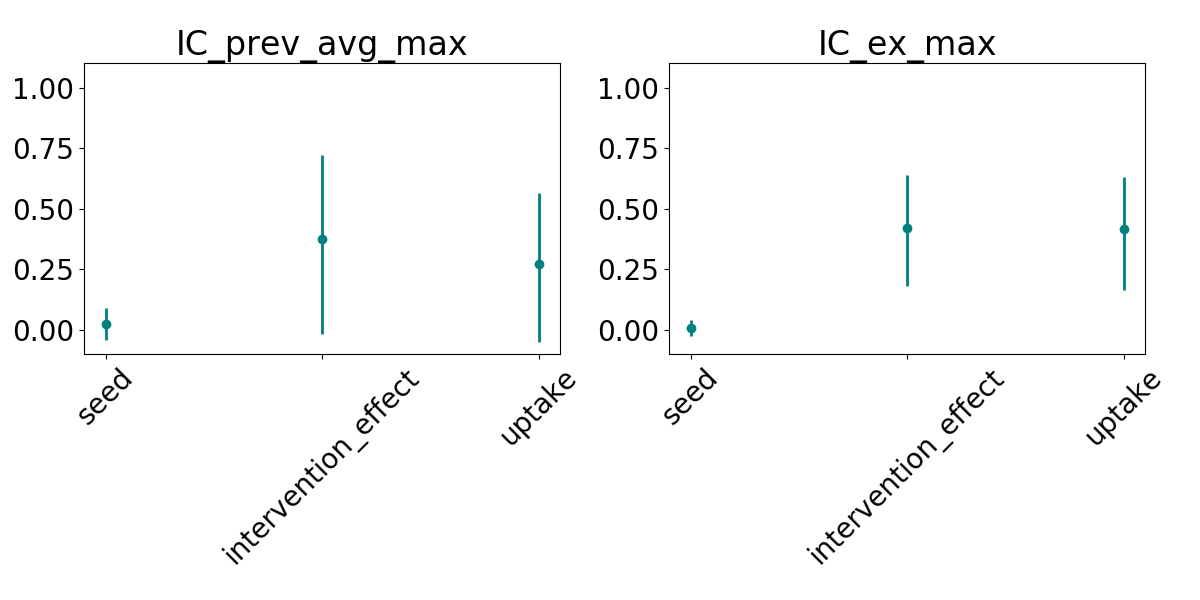 IC_prev_avg_max
1.00
0.75
0.50
0.25
0.00
seed
intervention_effect
uptake
IC_ex_max
1.00
0.75
0.50
0.25
0.00
seed
intervention_effect
uptake